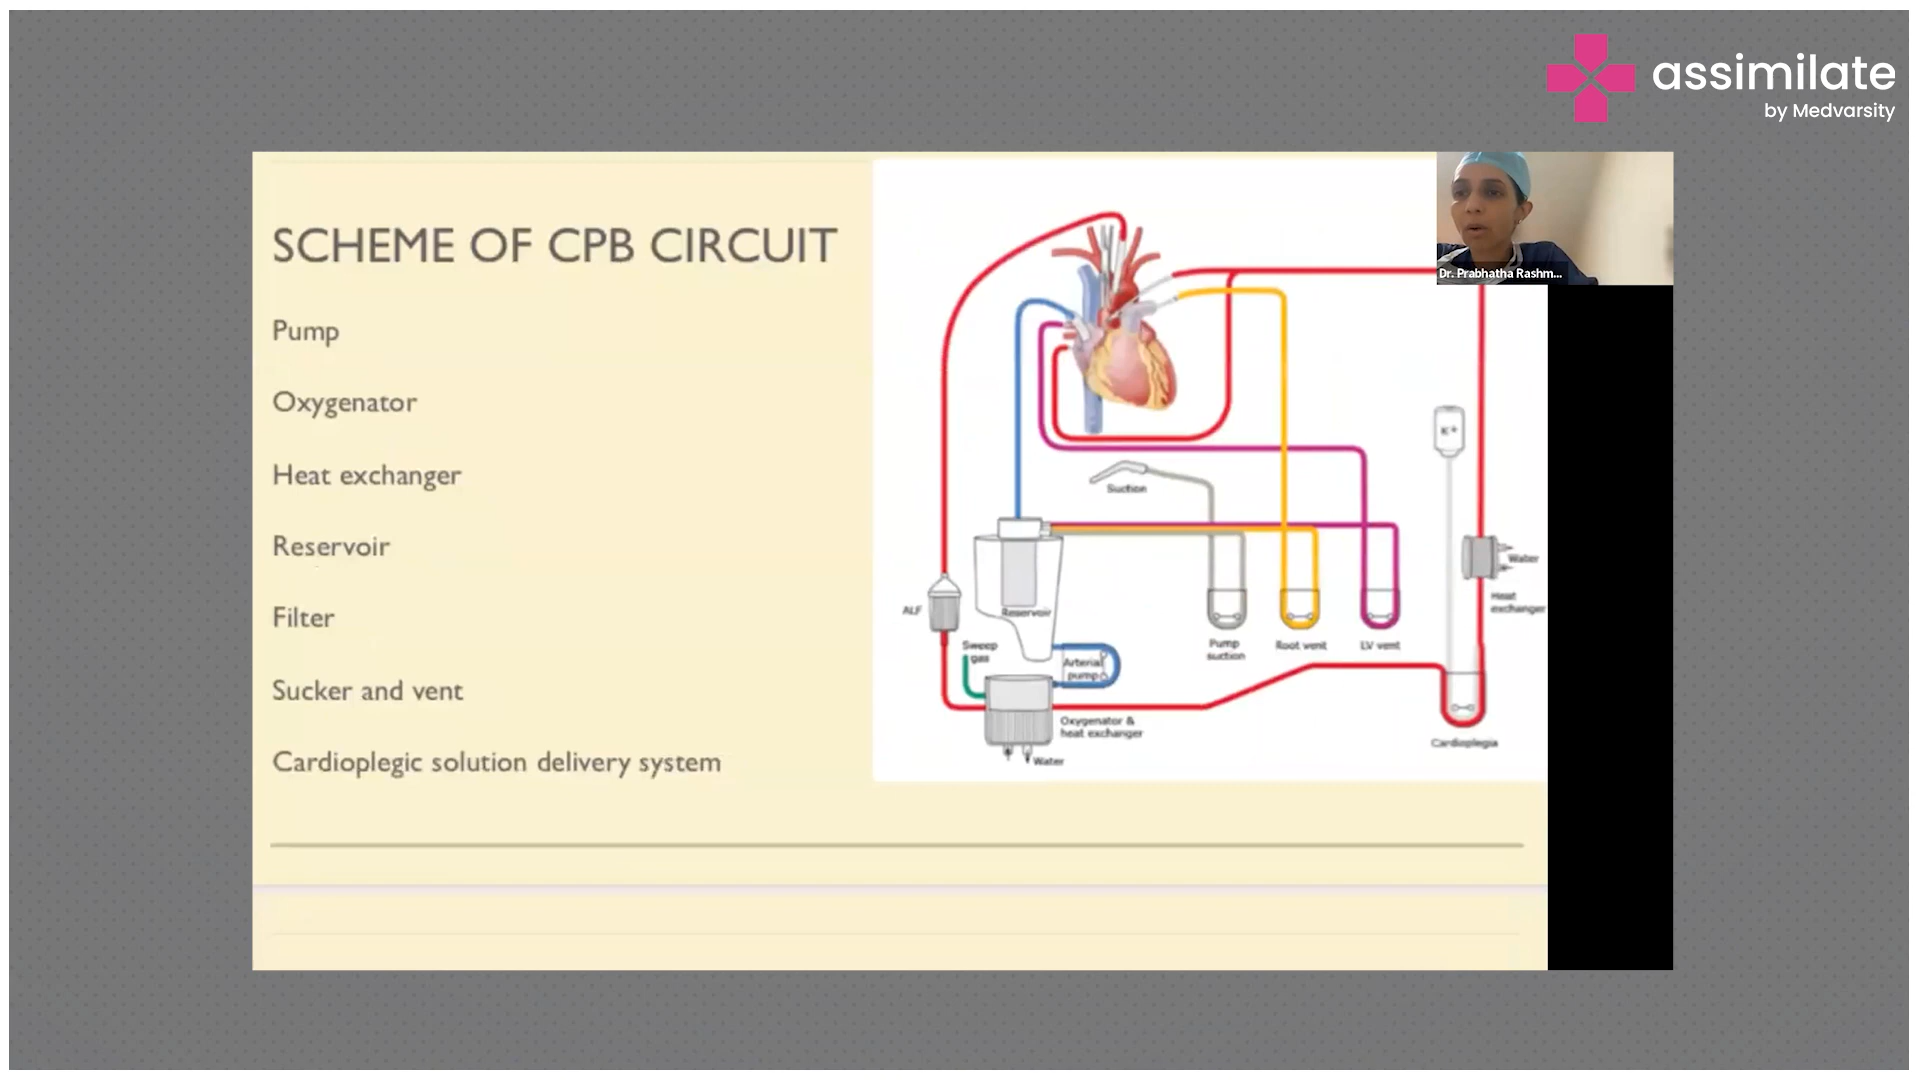 assimilate
by Medvarsity
Dr. Prabhatha Rashm...
SCHEME OF CPB CIRCUIT
Pump
Oxygenator
Heat exchanger
Reservoir
Filter
Sucker and vent
Cardioplegic solution delivery system
K+
Suction
Water
Heat
exchanger
ALF
Reservoir
Sweep
gas
Arterial
pump
Pump
suction
Root vent
LV vent
Oxygenator &
heat exchanger
Water
Cardioplegia